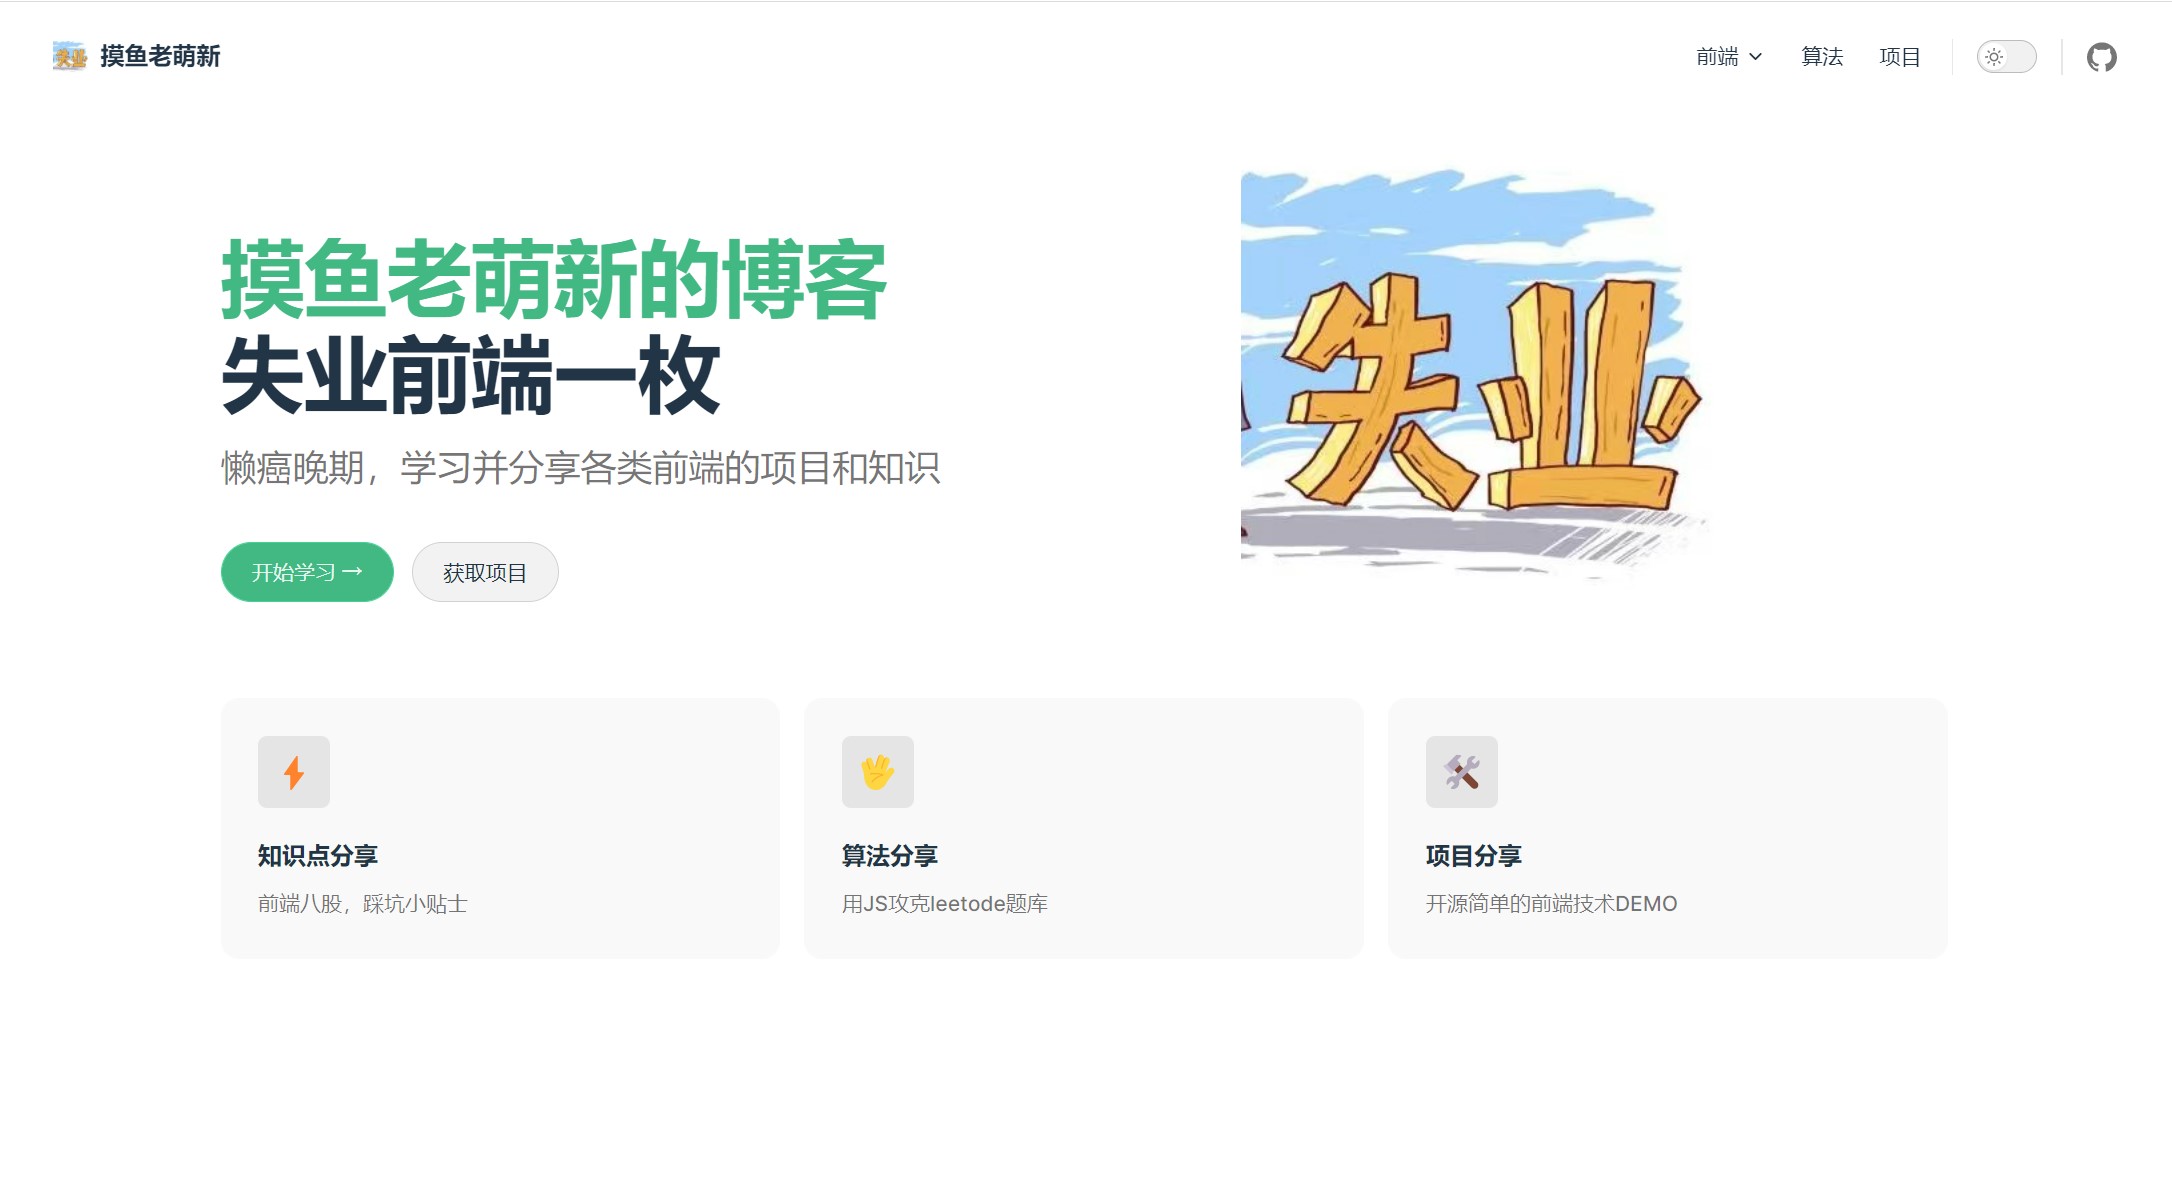 摸鱼老萌新
前端 算法 项目
摸鱼老萌新的博客
失业前端一枚
懒癌晚期，学习并分享各类前端的项目和知识
开始学习 →
获取项目
失业
知识点分享
前端八股，踩坑小贴士
算法分享
用JS攻克leetode题库
项目分享
开源简单的前端技术DEMO